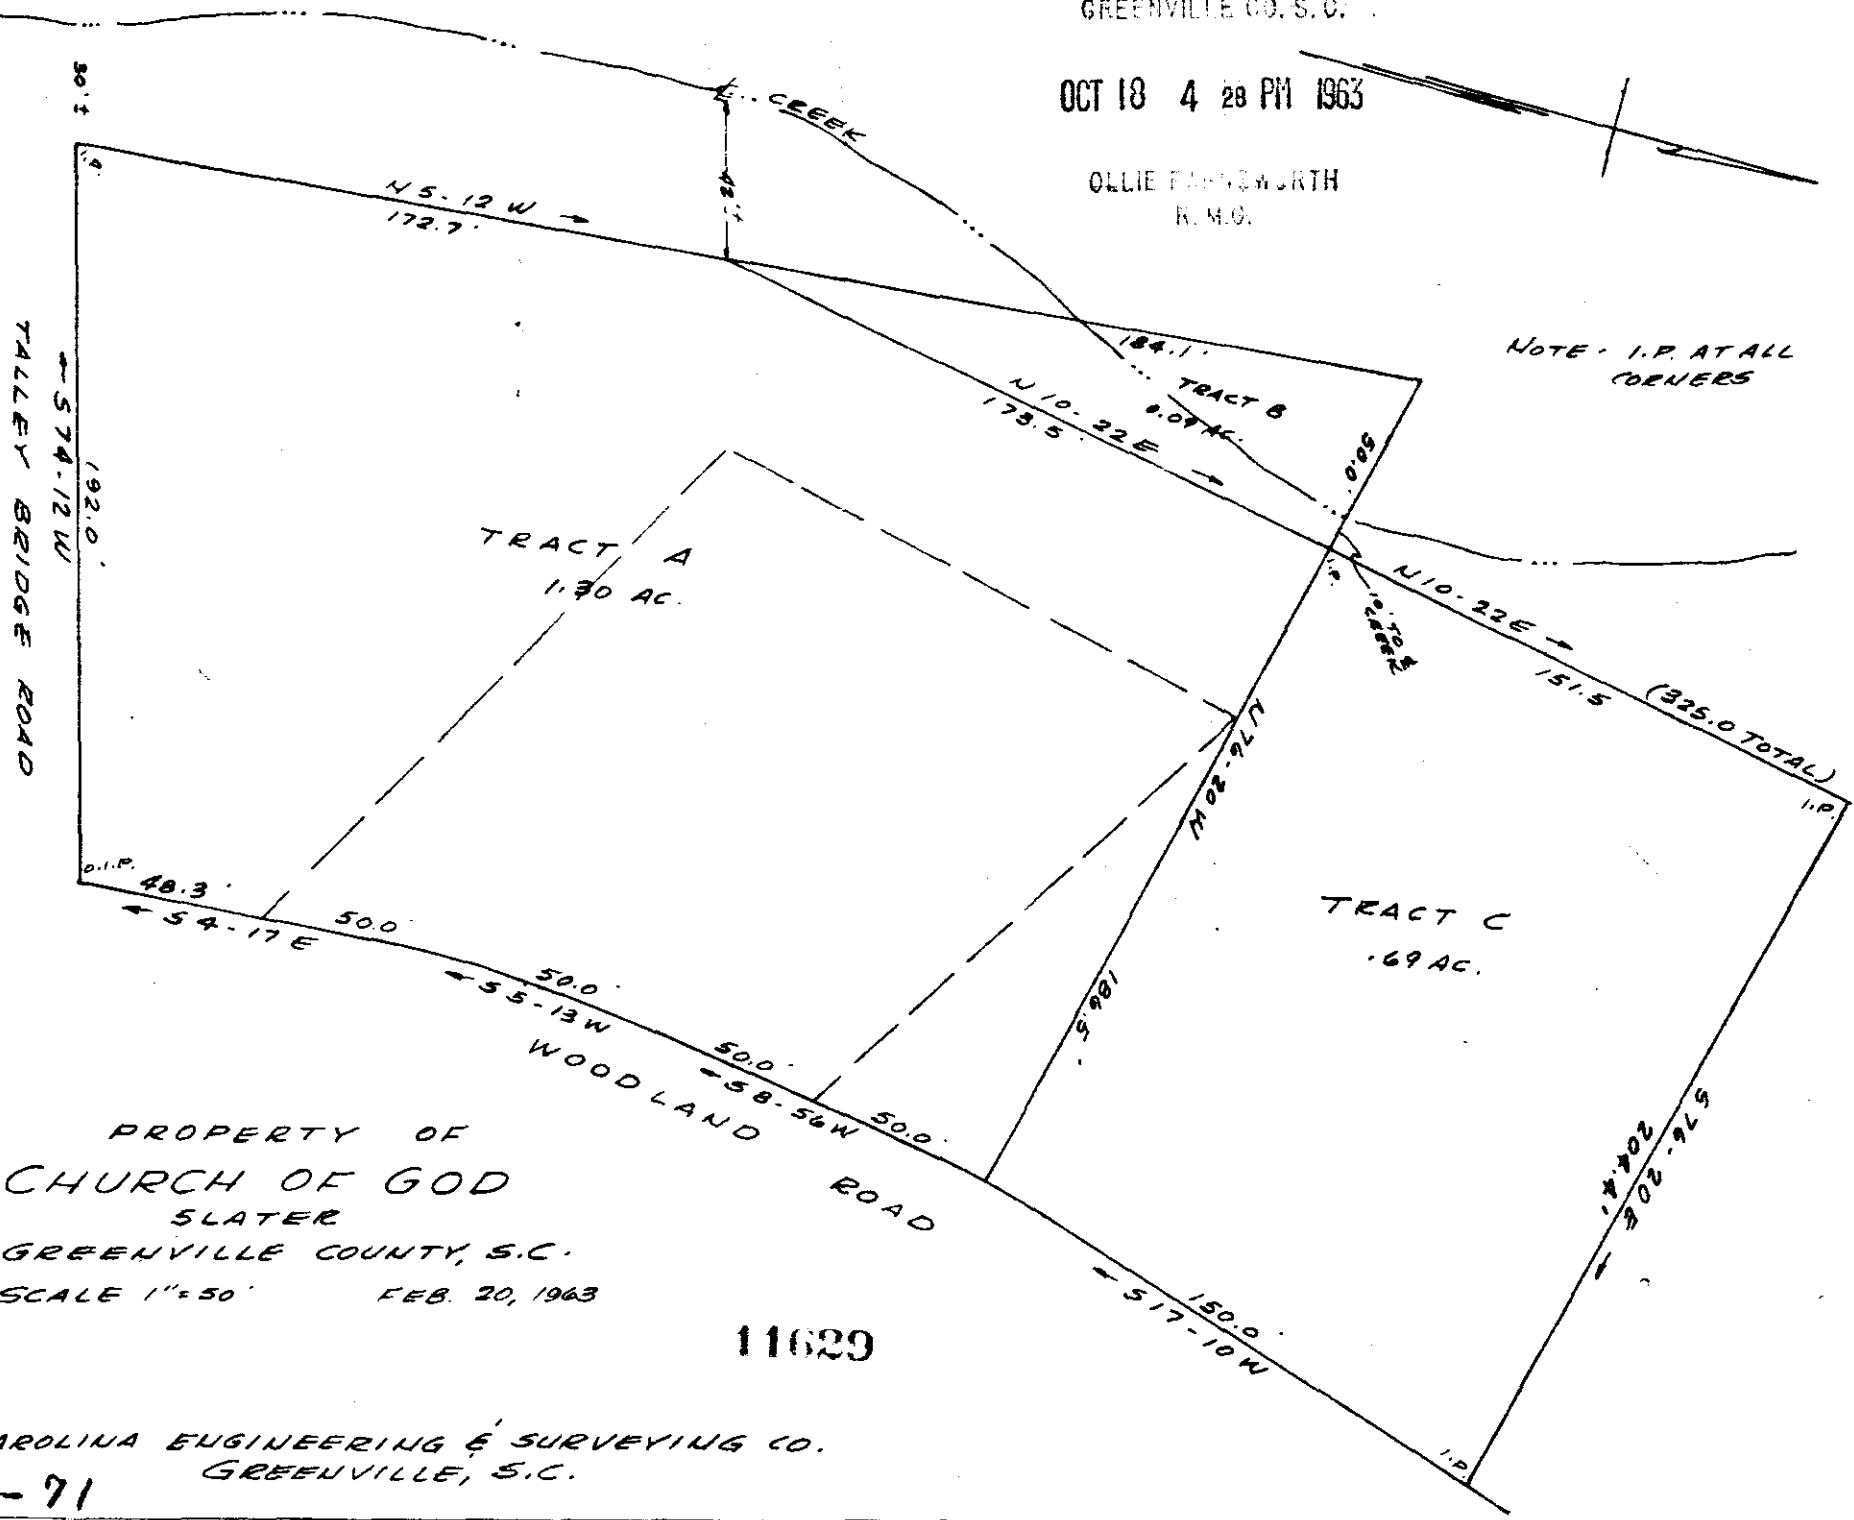 GREENVILLE CO. S. C.
OCT 18 4 28 PM 1963
OLLIE FARNSWORTH
R. M. C.
30'±
CREEK
42'±
N 5-12 W
172.7'
184.1'
NOTE - I.P. AT ALL
CORNERS
TRACT B
0.09 AC.
N 10-22 E
173.5'
50.0'
I.P.
10' TO
CREEK
N 10-22 E
151.5
(325.0 TOTAL)
I.P.
TALLEY BRIDGE ROAD
S 74-12 W
192.0'
TRACT A
1.30 AC.
N 76-20 W
186.5'
TRACT C
.69 AC.
S 76-20 E
204.4'
O.I.P.
48.3'
S 4-17 E
50.0'
50.0'
S 5-13 W
50.0'
S 8-56 W
50.0'
WOODLAND ROAD
150.0'
S 17-10 W
I.P.
PROPERTY OF
CHURCH OF GOD
SLATER
GREENVILLE COUNTY, S.C.
SCALE 1"=50' FEB. 20, 1963
11629
AROLINA ENGINEERING & SURVEYING CO.
GREENVILLE, S.C.
- 71